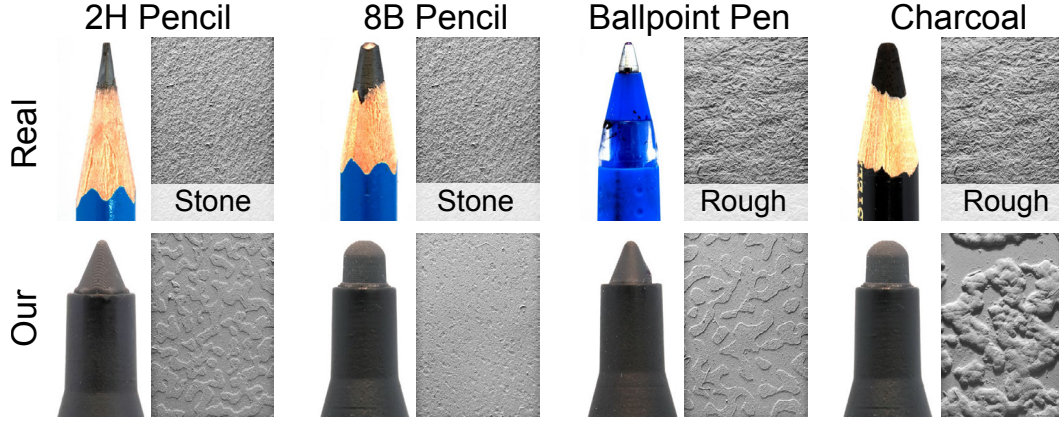 2H Pencil
8B Pencil
Ballpoint Pen
Charcoal
Real
Stone
Stone
Rough
Rough
Our